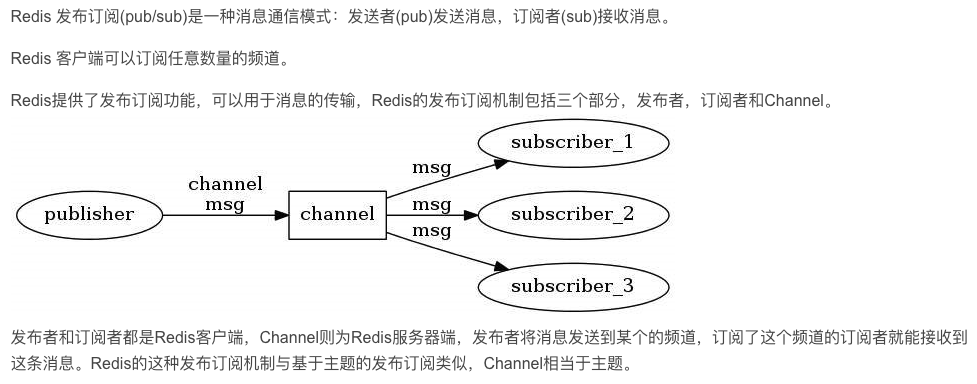 Redis 发布订阅(pub/sub)是一种消息通信模式：发送者(pub)发送消息，订阅者(sub)接收消息。
Redis 客户端可以订阅任意数量的频道。
Redis提供了发布订阅功能，可以用于消息的传输，Redis的发布订阅机制包括三个部分，发布者，订阅者和Channel。
subscriber_1
msg
channel
msg
publisher
channel
msg
subscriber_2
msg
subscriber_3
发布者和订阅者都是Redis客户端，Channel则为Redis服务器端，发布者将消息发送到某个的频道，订阅了这个频道的订阅者就能接收到
这条消息。Redis的这种发布订阅机制与基于主题的发布订阅类似，Channel相当于主题。